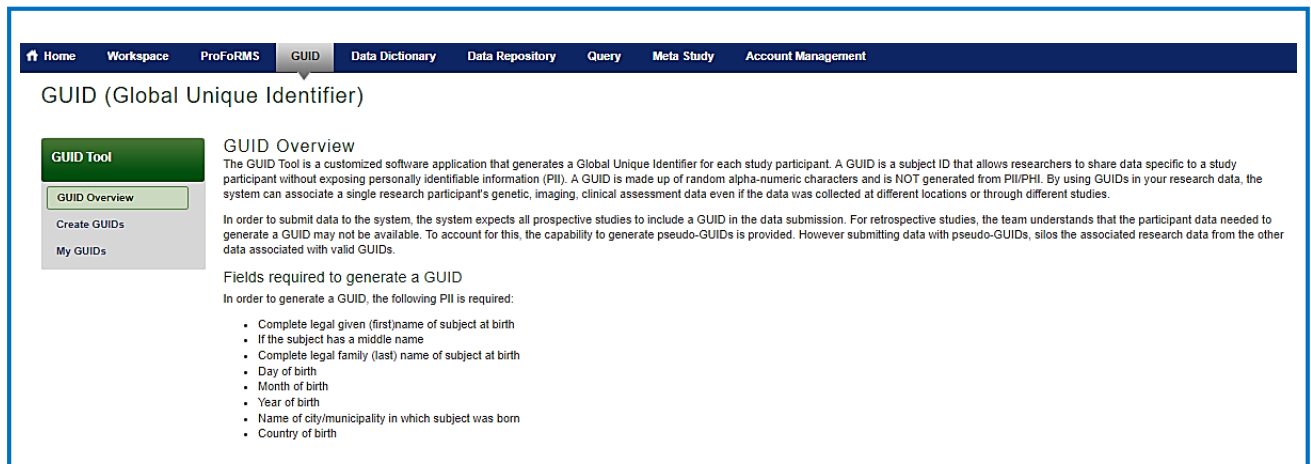 Home Workspace ProFoRMS GUID Data Dictionary Data Repository Query Meta Study Account Management
GUID (Global Unique Identifier)
GUID Tool
GUID Overview
Create GUIDs
My GUIDs
GUID Overview
The GUID Tool is a customized software application that generates a Global Unique Identifier for each study participant. A GUID is a subject ID that allows researchers to share data specific to a study
participant without exposing personally identifiable information (PII). A GUID is made up of random alpha-numeric characters and is NOT generated from PII/PHI. By using GUIDs in your research data, the
system can associate a single research participant's genetic, imaging, clinical assessment data even if the data was collected at different locations or through different studies.
In order to submit data to the system, the system expects all prospective studies to include a GUID in the data submission. For retrospective studies, the team understands that the participant data needed to
generate a GUID may not be available. To account for this, the capability to generate pseudo-GUIDs is provided. However submitting data with pseudo-GUIDs, silos the associated research data from the other
data associated with valid GUIDs.
Fields required to generate a GUID
In order to generate a GUID, the following PII is required:
• Complete legal given (first)name of subject at birth
• If the subject has a middle name
• Complete legal family (last) name of subject at birth
• Day of birth
• Month of birth
• Year of birth
• Name of city/municipality in which subject was born
• Country of birth